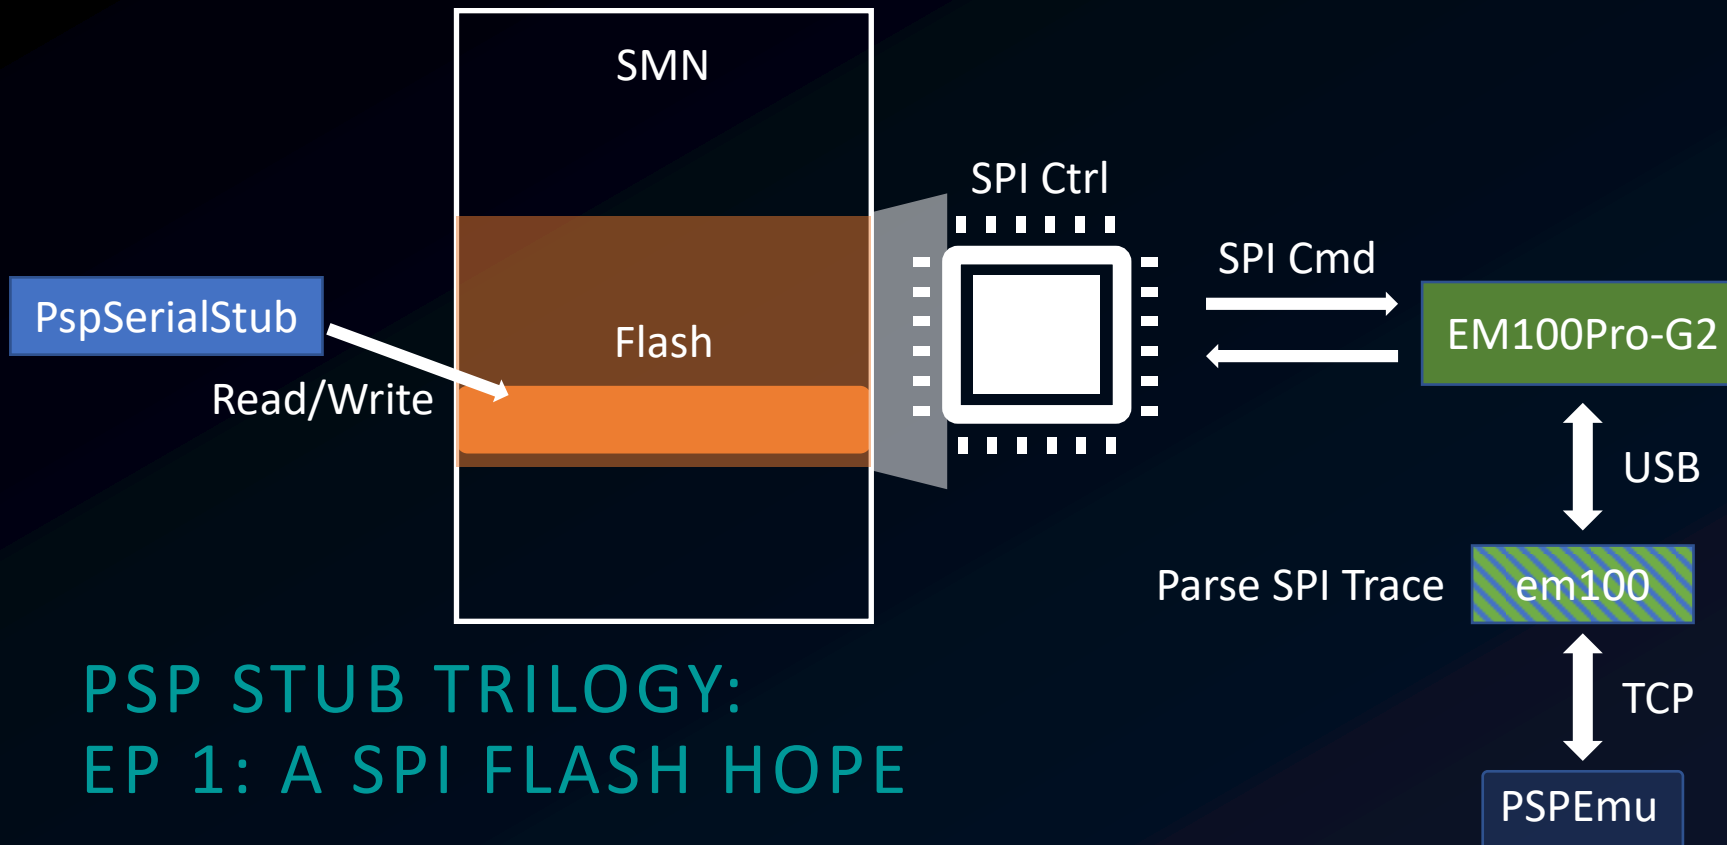 SMN
SPI Ctrl
SPI Cmd
PspSerialStub
Flash
EM100Pro-G2
Read/Write
USB
Parse SPI Trace
em100
TCP
PSP STUB TRILOGY:
EP 1: A SPI FLASH HOPE
PSPEmu